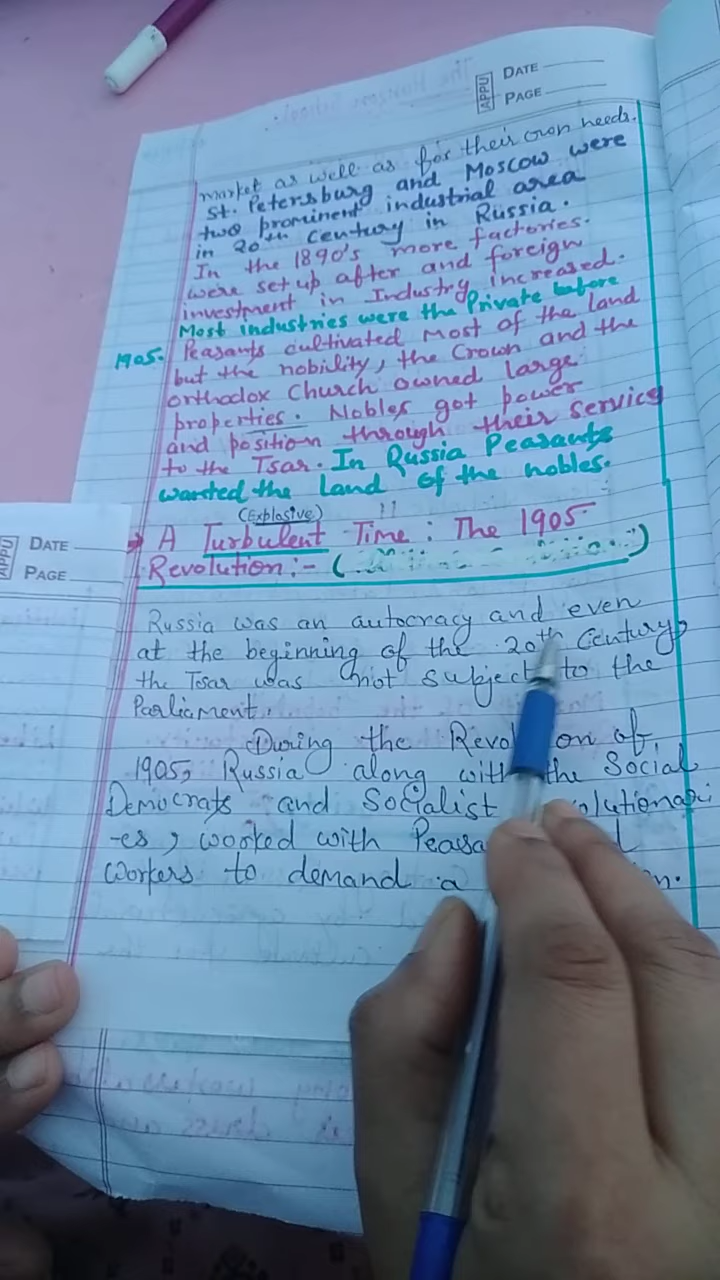 APPU DATE
PAGE
market as well as for their own needs.
St. Petersburg and Moscow were
two prominent industrial area
in 20th Century in Russia.
In the 1890's more factories.
were set up after and foreign
investment in Industry increased.
Most industries were the Private before
1905. Peasants cultivated most of the land
but the nobility, the Crown and the
orthodox Church owned large
properties. Nobles got power
and position through their service
to the Tsar. In Russia Peasants
wanted the land of the nobles.
(Explosive)
A Turbulent Time: The 1905
Revolution:- (
APPU DATE
PAGE
Russia was an autocracy and even
at the beginning of the 20th Century,
the Tsar was not subject to the
Parliament.
During the of
1905, Russia along with the Social
Democrats and Socialist
-es, worked with
workers to demand a